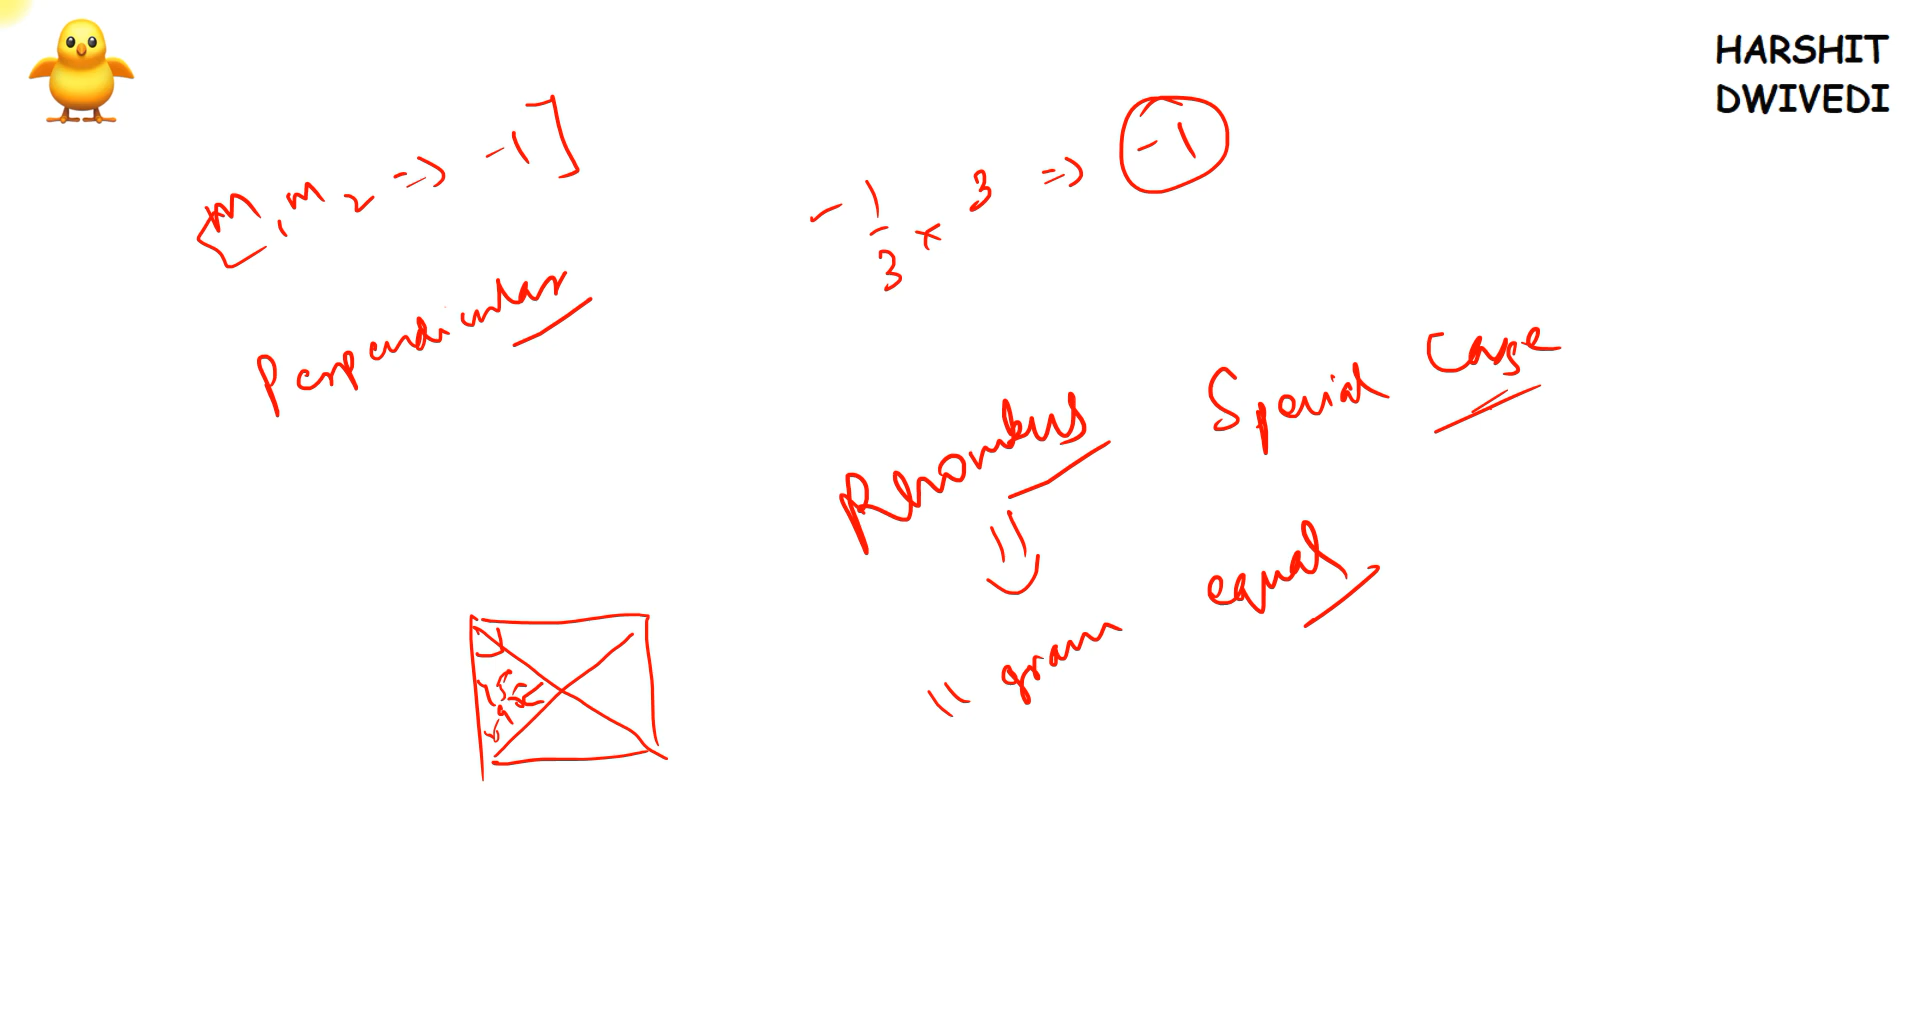 HARSHIT
DWIVEDI
[m1m2 => -1]
-1/3 × 3 => -1
Perpendicular
Rhombus Special Case
equal
|| gram